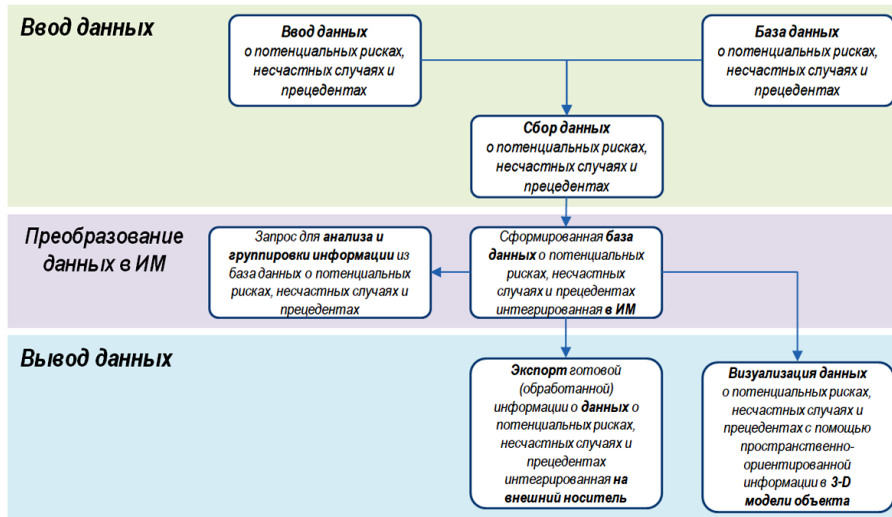 Ввод данных
Ввод данных
о потенциальных рисках,
несчастных случаях и
прецедентах
База данных
о потенциальных рисках,
несчастных случаях и
прецедентах
Сбор данных
о потенциальных рисках,
несчастных случаях и
прецедентах
Преобразование
данных в ИМ
Запрос для анализа и
группировки информации из
база данных о потенциальных
рисках, несчастных случаях и
прецедентах
Сформированная база
данных о потенциальных
рисках, несчастных
случаях и прецедентах
интегрированная в ИМ
Вывод данных
Экспорт готовой
(обработанной)
информации о данных о
потенциальных рисках,
несчастных случаях и
прецедентах
интегрированная на
внешний носитель
Визуализация данных
о потенциальных рисках,
несчастных случаях и
прецедентах с помощью
пространственно-
ориентированной
информации в 3-D
модели объекта